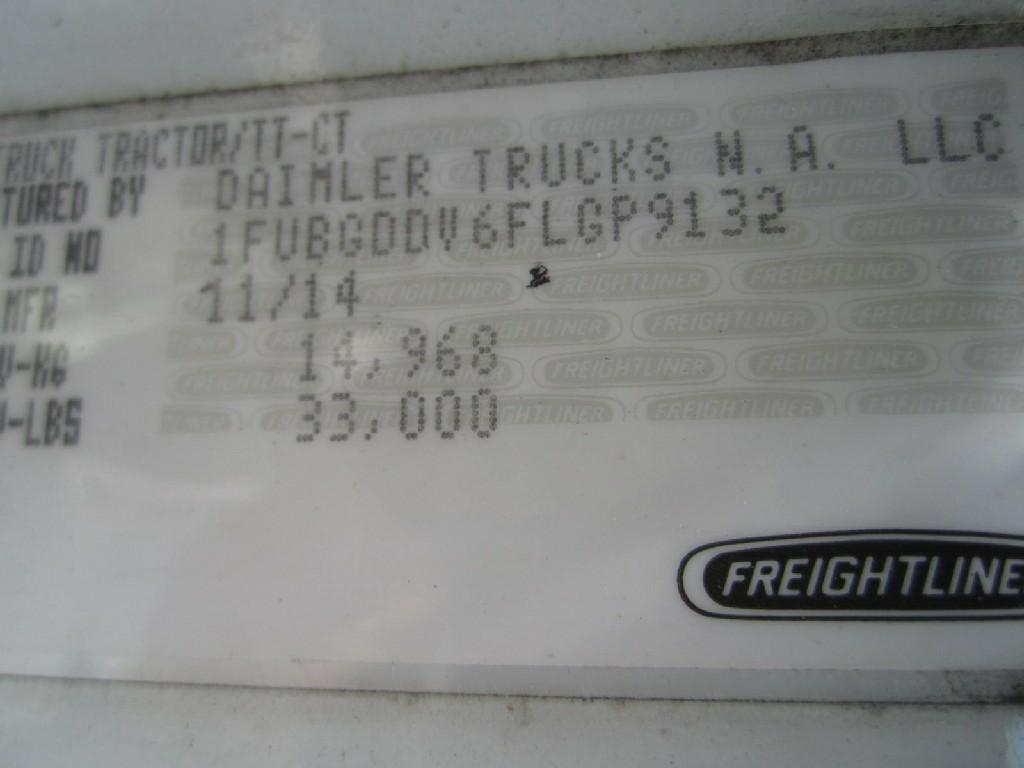 TRUCK TRACTOR/TT-CT
TURED BY DAIMLER TRUCKS N.A. LLC
ID NO 1FUBGDDV6FLGP9132
MFR 11/14
-KG 14,968
-LBS 33,000
FREIGHTLINE